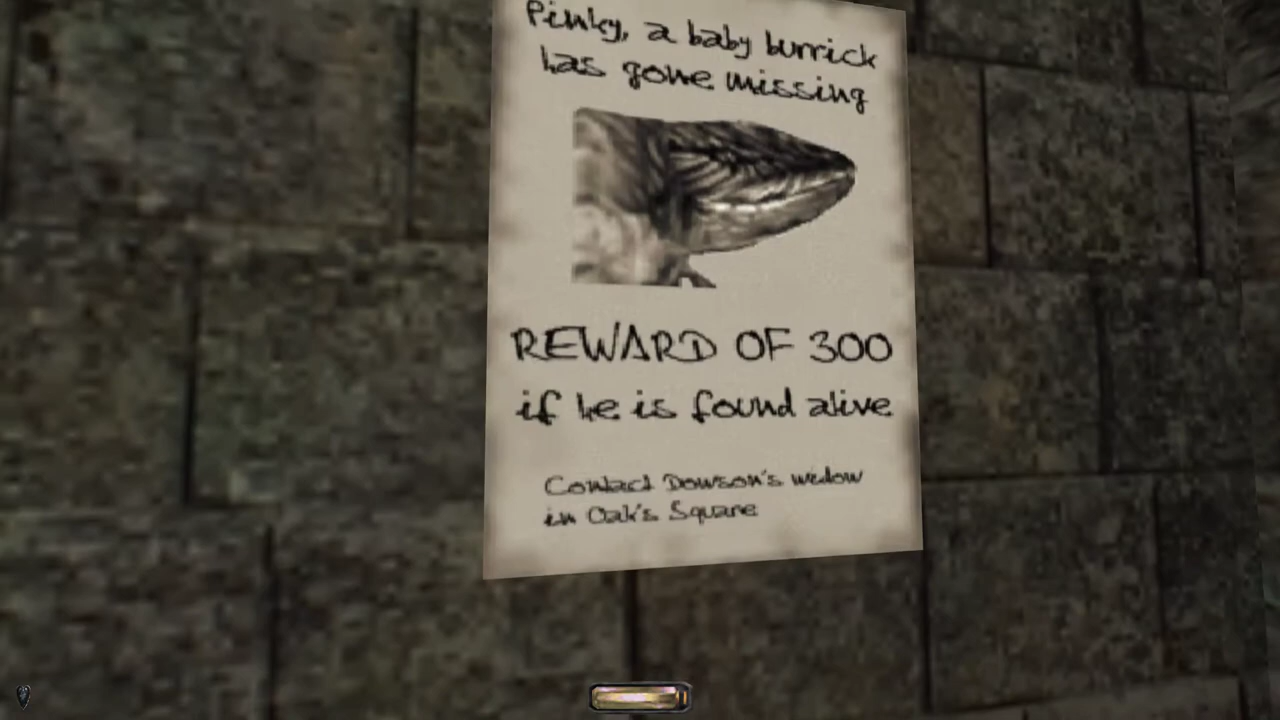 Pinky, a baby burrick
has gone missing
REWARD OF 300
if he is found alive
Contact Dowson's widow
in Oak's Square